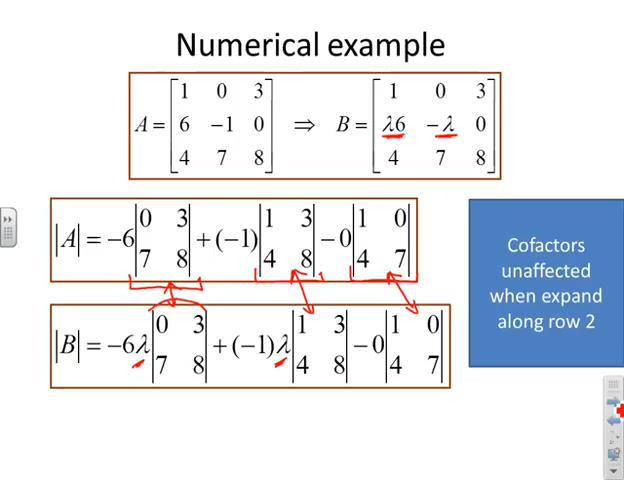 Numerical example
A = [1 0 3; 6 −1 0; 4 7 8] ⇒ B = [1 0 3; λ6 −λ 0; 4 7 8]
|A| = −6 |0 3; 7 8| + (−1) |1 3; 4 8| − 0 |1 0; 4 7|
|B| = −6λ |0 3; 7 8| + (−1)λ |1 3; 4 8| − 0 |1 0; 4 7|
Cofactors
unaffected
when expand
along row 2